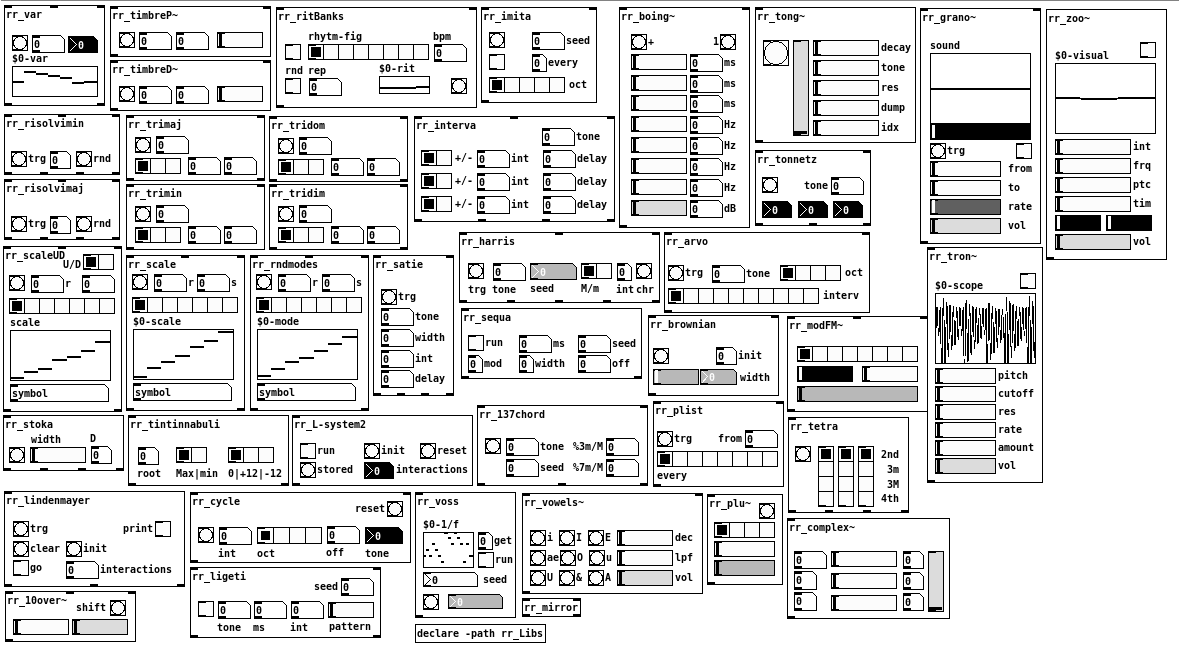 rr_var
0 0
$0-var
rr_timbreP~
0 0
rr_timbreD~
0 0
rr_ritBanks
rhytm-fig bpm
0
rnd rep $0-rit
0
rr_imita
0 seed
0 every
oct
rr_boing~
+ 1
0 ms
0 ms
0 ms
0 Hz
0 Hz
0 Hz
0 Hz
0 dB
rr_tong~
decay
tone
res
dump
idx
rr_grano~
sound
trg
from
to
rate
vol
rr_zoo~
$0-visual
int
frq
ptc
tim
vol
rr_risolvimin
trg 0 rnd
rr_risolvimaj
trg 0 rnd
rr_trimaj
0
0 0
rr_trimin
0
0 0
rr_tridom
0
0 0
rr_tridim
0
0 0
rr_interva
0 tone
+/- 0 int 0 delay
+/- 0 int 0 delay
+/- 0 int 0 delay
rr_tonnetz
tone 0
0 0 0
rr_scaleUD
U/D
0 r 0
scale
symbol
rr_scale
0 r 0 s
$0-scale
symbol
rr_rndmodes
0 r 0 s
$0-mode
symbol
rr_satie
trg
0 tone
0 width
0 int
0 delay
rr_harris
0 0 0
trg tone seed M/m int chr
rr_arvo
trg 0 tone oct
interv
rr_sequa
run 0 ms 0 seed
0 mod 0 width 0 off
rr_brownian
0 init
0 width
rr_modFM~
rr_tron~
$0-scope
pitch
cutoff
res
rate
amount
vol
rr_stoka
width D
0
rr_tintinnabuli
0
root Max|min 0|+12|-12
rr_L-system2
run init reset
stored 0 interactions
rr_137chord
0 tone %3m/M 0
0 seed %7m/M 0
rr_plist
trg from 0
every
rr_tetra
2nd
3m
3M
4th
rr_lindenmayer
trg print
clear init
go 0 interactions
rr_cycle
reset
0 0 0
int oct off tone
rr_voss
$0-1/f
0 get
run
0 seed
0
rr_vowels~
i I E dec
ae O u lpf
U & A vol
rr_plu~
rr_complex~
0 0
0 0
0 0
rr_10over~
shift
rr_ligeti
seed 0
0 0 0
tone ms int pattern
rr_mirror
declare -path rr_Libs